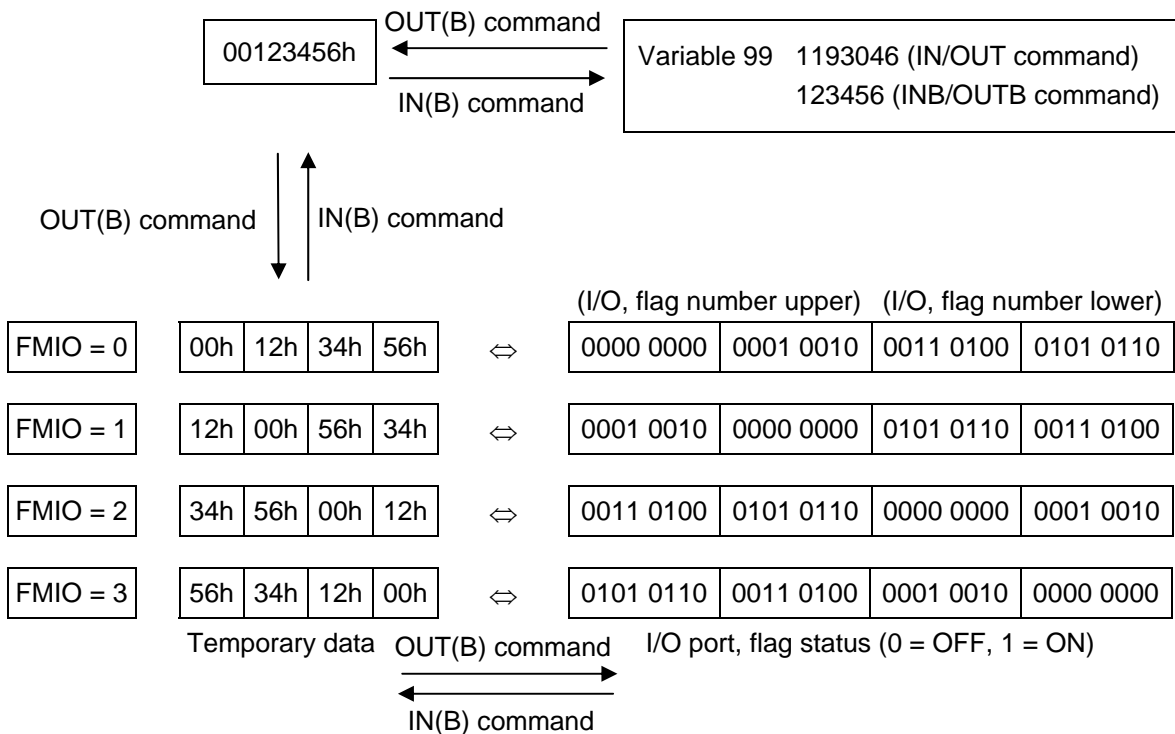 OUT(B) command
00123456h
Variable 99 1193046 (IN/OUT command)
IN(B) command
123456 (INB/OUTB command)
OUT(B) command IN(B) command
(I/O, flag number upper) (I/O, flag number lower)
FMIO = 0 00h 12h 34h 56h ⇔ 0000 0000 0001 0010 0011 0100 0101 0110
FMIO = 1 12h 00h 56h 34h ⇔ 0001 0010 0000 0000 0101 0110 0011 0100
FMIO = 2 34h 56h 00h 12h ⇔ 0011 0100 0101 0110 0000 0000 0001 0010
FMIO = 3 56h 34h 12h 00h ⇔ 0101 0110 0011 0100 0001 0010 0000 0000
Temporary data OUT(B) command I/O port, flag status (0 = OFF, 1 = ON)
IN(B) command